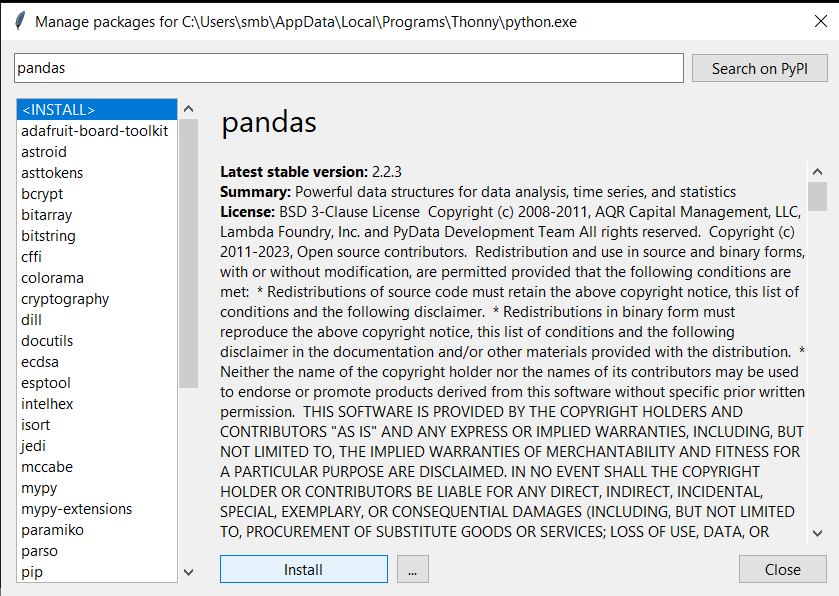 Manage packages for C:\Users\smb\AppData\Local\Programs\Thonny\python.exe
pandas
Search on PyPI
<INSTALL>
adafruit-board-toolkit
astroid
asttokens
bcrypt
bitarray
bitstring
cffi
colorama
cryptography
dill
docutils
ecdsa
esptool
intelhex
isort
jedi
mccabe
mypy
mypy-extensions
paramiko
parso
pip
pandas
Latest stable version: 2.2.3
Summary: Powerful data structures for data analysis, time series, and statistics
License: BSD 3-Clause License  Copyright (c) 2008-2011, AQR Capital Management, LLC,
Lambda Foundry, Inc. and PyData Development Team All rights reserved.  Copyright (c)
2011-2023, Open source contributors.  Redistribution and use in source and binary forms,
with or without modification, are permitted provided that the following conditions are
met:  * Redistributions of source code must retain the above copyright notice, this list of
conditions and the following disclaimer.  * Redistributions in binary form must
reproduce the above copyright notice, this list of conditions and the following
disclaimer in the documentation and/or other materials provided with the distribution.  *
Neither the name of the copyright holder nor the names of its contributors may be used
to endorse or promote products derived from this software without specific prior written
permission.  THIS SOFTWARE IS PROVIDED BY THE COPYRIGHT HOLDERS AND
CONTRIBUTORS "AS IS" AND ANY EXPRESS OR IMPLIED WARRANTIES, INCLUDING, BUT
NOT LIMITED TO, THE IMPLIED WARRANTIES OF MERCHANTABILITY AND FITNESS FOR
A PARTICULAR PURPOSE ARE DISCLAIMED. IN NO EVENT SHALL THE COPYRIGHT
HOLDER OR CONTRIBUTORS BE LIABLE FOR ANY DIRECT, INDIRECT, INCIDENTAL,
SPECIAL, EXEMPLARY, OR CONSEQUENTIAL DAMAGES (INCLUDING, BUT NOT LIMITED
TO, PROCUREMENT OF SUBSTITUTE GOODS OR SERVICES; LOSS OF USE, DATA, OR
Install
...
Close